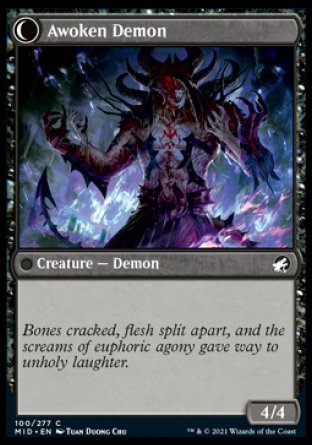 Awoken Demon
Creature — Demon
Bones cracked, flesh split apart, and the
screams of euphoric agony gave way to
unholy laughter.
4/4
100/277 C
MID • EN Tuan Duong Chu
™ & © 2021 Wizards of the Coast